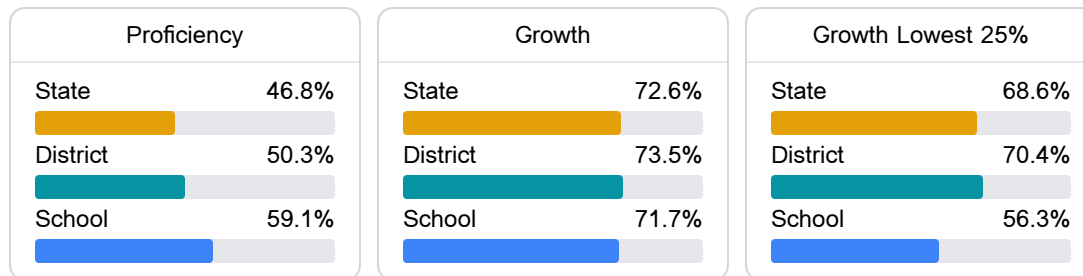 Proficiency
State 46.8%
District 50.3%
School 59.1%
Growth
State 72.6%
District 73.5%
School 71.7%
Growth Lowest 25%
State 68.6%
District 70.4%
School 56.3%